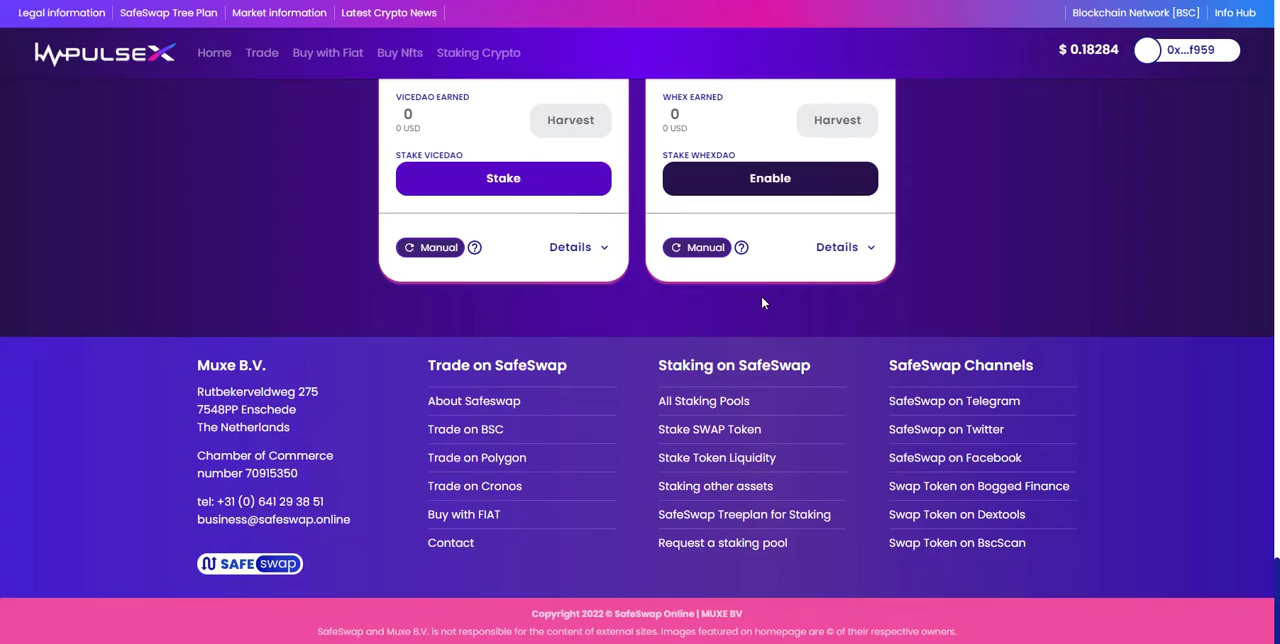 Legal information
SafeSwap Tree Plan
Market information
Latest Crypto News
Blockchain Network [BSC]
Info Hub
IMPULSEX
Home
Trade
Buy with Fiat
Buy Nfts
Staking Crypto
$ 0.18284
0x...f959
VICEDAO EARNED
0
0 USD
Harvest
STAKE VICEDAO
Stake
Manual
Details
WHEX EARNED
0
0 USD
Harvest
STAKE WHEXDAO
Enable
Manual
Details
Muxe B.V.
Rutbekerveldweg 275
7548PP Enschede
The Netherlands
Chamber of Commerce
number 70915350
tel: +31 (0) 641 29 38 51
business@safeswap.online
SAFE swap
Trade on SafeSwap
About Safeswap
Trade on BSC
Trade on Polygon
Trade on Cronos
Buy with FIAT
Contact
Staking on SafeSwap
All Staking Pools
Stake SWAP Token
Stake Token Liquidity
Staking other assets
SafeSwap Treeplan for Staking
Request a staking pool
SafeSwap Channels
SafeSwap on Telegram
SafeSwap on Twitter
SafeSwap on Facebook
Swap Token on Bogged Finance
Swap Token on Dextools
Swap Token on BscScan
Copyright 2022 © SafeSwap Online | MUXE BV
SafeSwap and Muxe B.V. is not responsible for the content of external sites. Images featured on homepage are © of their respective owners.